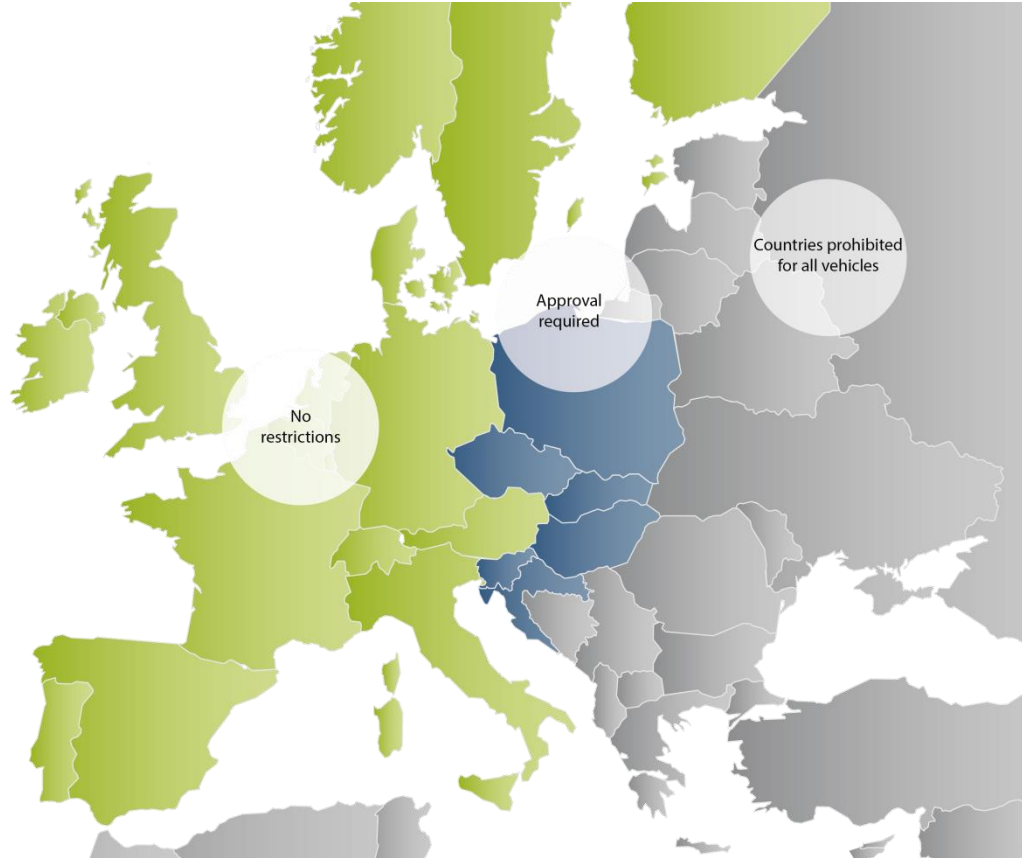 Countries prohibited
for all vehicles
Approval
required
No
restrictions